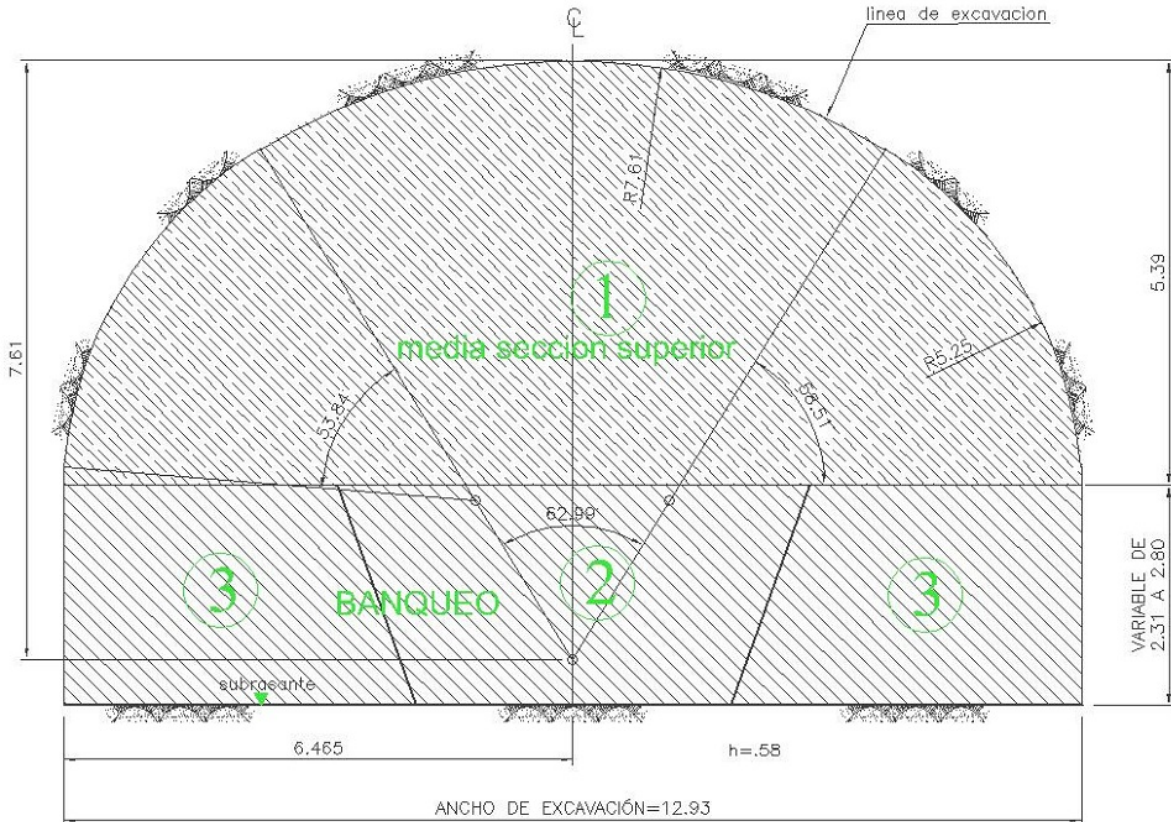 CL
linea de excavacion
R7.61
7.61
5.39
1
media seccion superior
R5.25
53.84
58.51
62.99'
3
BANQUEO
2
3
VARIABLE DE
2.31 A 2.80
subrasante
6.465
h=.58
ANCHO DE EXCAVACIÓN=12.93